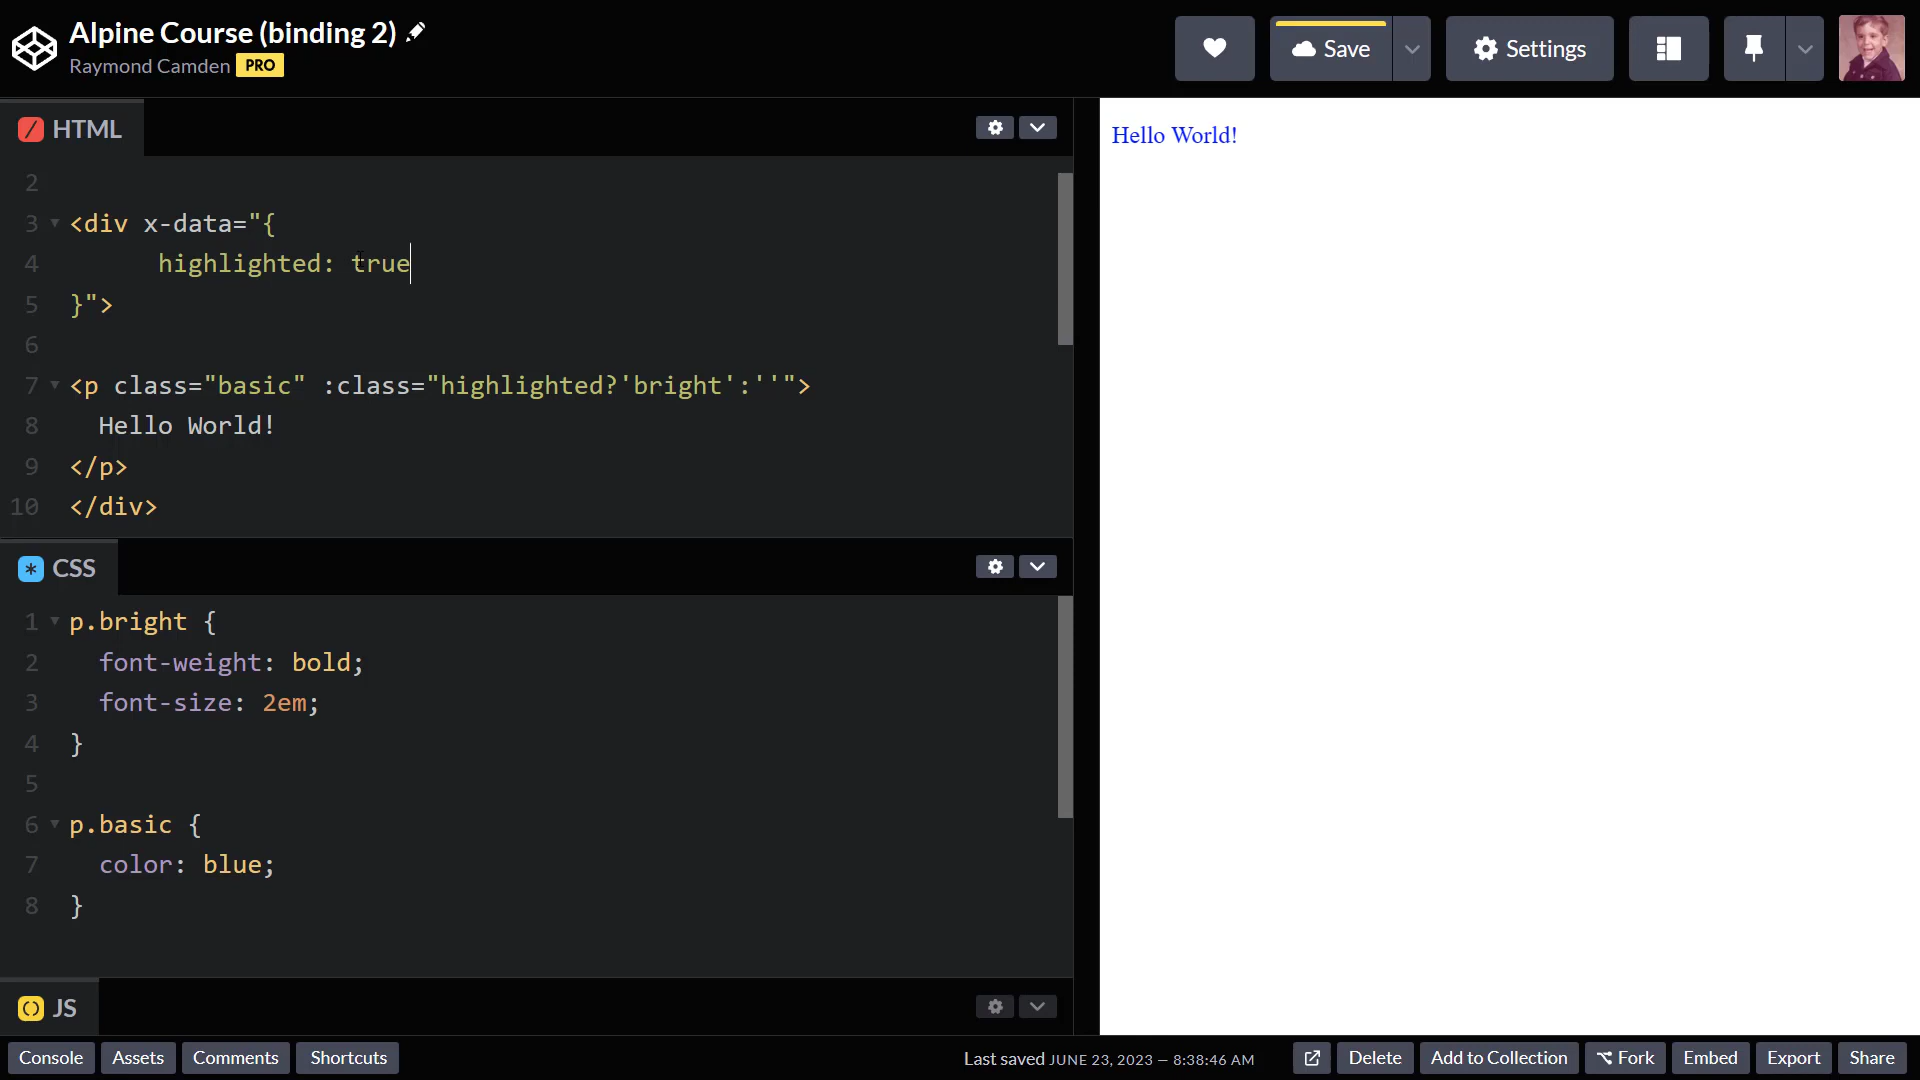 Alpine Course (binding 2)
Raymond Camden PRO
Save
Settings
HTML
2
3 <div x-data="{
4 highlighted: true
5 }">
6
7 <p class="basic" :class="highlighted?'bright':''">
8 Hello World!
9 </p>
10 </div>
CSS
1 p.bright {
2 font-weight: bold;
3 font-size: 2em;
4 }
5
6 p.basic {
7 color: blue;
8 }
JS
Hello World!
Console Assets Comments Shortcuts Last saved JUNE 23, 2023 — 8:38:46 AM Delete Add to Collection Fork Embed Export Share